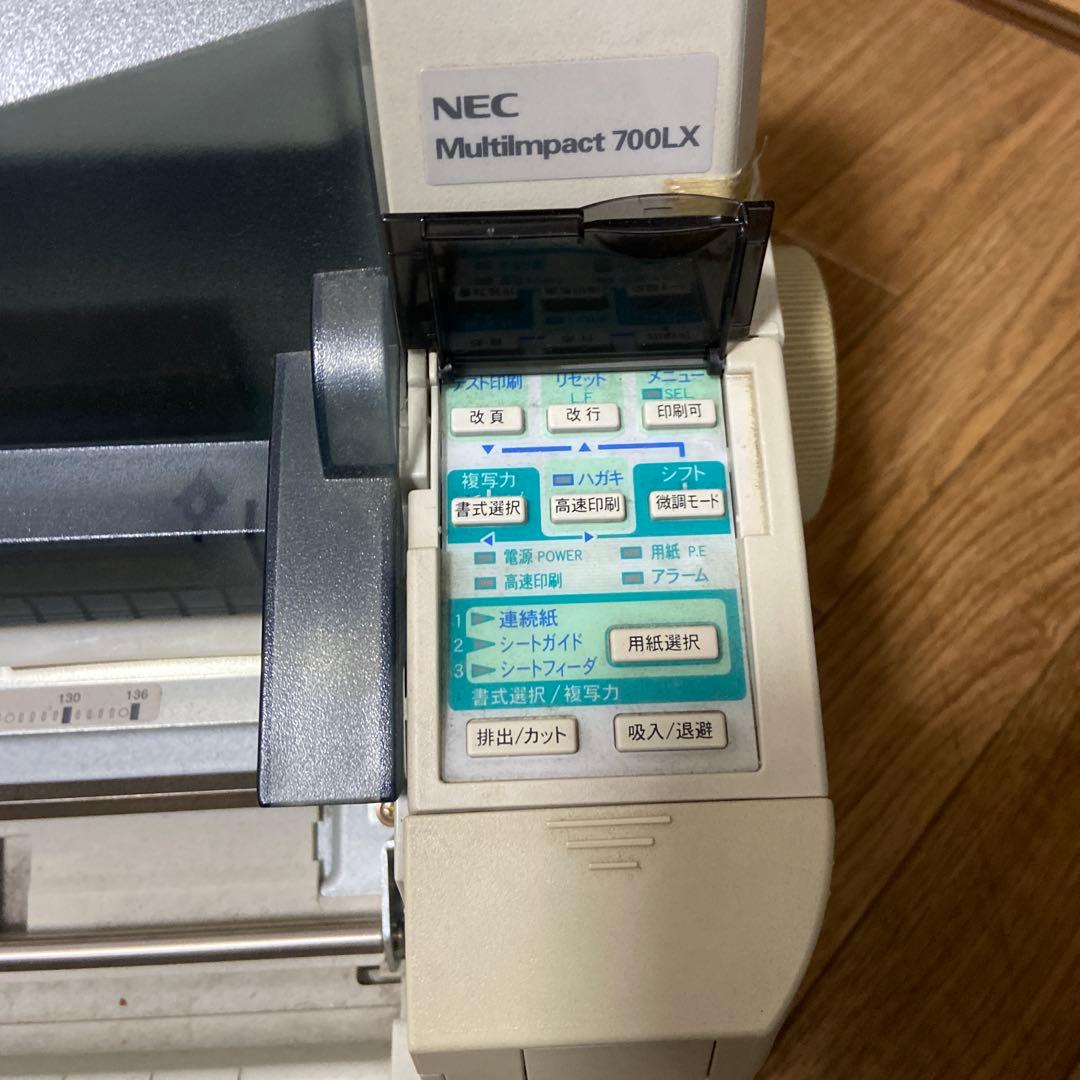 NEC
MultiImpact 700LX
テスト印刷 リセット メニュー
L.F SEL
改頁 改行 印刷可
複写力 ハガキ シフト
書式選択 高速印刷 微調モード
電源 POWER 用紙 P.E
高速印刷 アラーム
1 連続紙
2 シートガイド 用紙選択
3 シートフィーダ
書式選択/複写力
排出/カット 吸入/退避
130 136